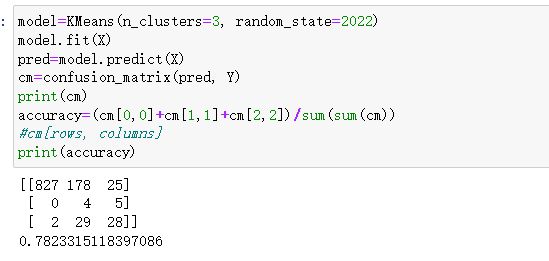 : model=KMeans(n_clusters=3, random_state=2022)
model.fit(X)
pred=model.predict(X)
cm=confusion_matrix(pred, Y)
print(cm)
accuracy=(cm[0,0]+cm[1,1]+cm[2,2])/sum(sum(cm))
#cm[rows, columns]
print(accuracy)
[[827 178  25]
 [  0   4   5]
 [  2  29  28]]
0.7823315118397086